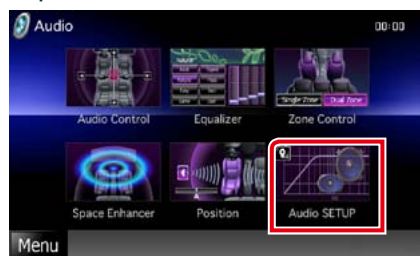 Audio
00:00
Single Zone Dual Zone
Audio Control Equalizer Zone Control
Space Enhancer Position Audio SETUP
Menu